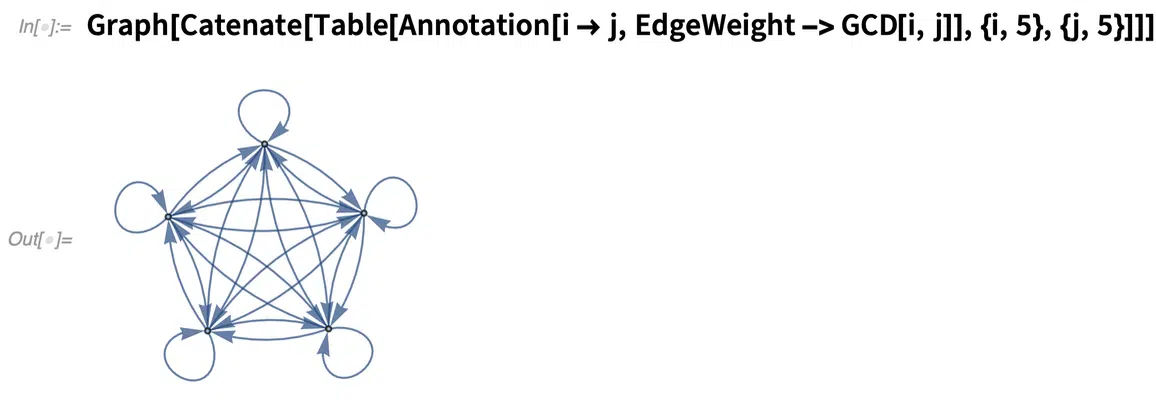 In[•]:= Graph[Catenate[Table[Annotation[i → j, EdgeWeight –> GCD[i, j]], {i, 5}, {j, 5}]]]
Out[•]=